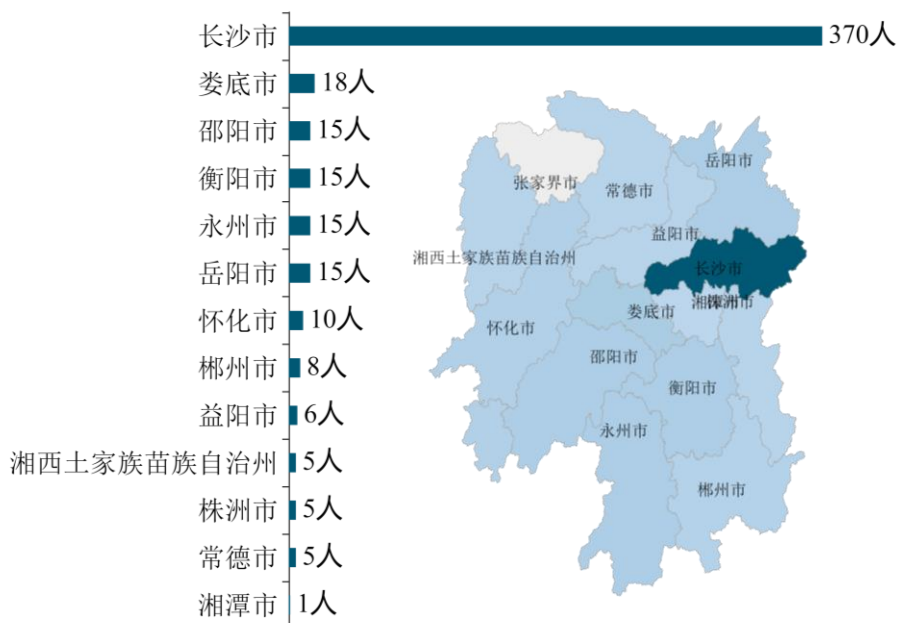 长沙市 370人
娄底市 18人
邵阳市 15人
衡阳市 15人
永州市 15人
岳阳市 15人
怀化市 10人
郴州市 8人
益阳市 6人
湘西土家族苗族自治州 5人
株洲市 5人
常德市 5人
湘潭市 1人
岳阳市
张家界市
常德市
益阳市
湘西土家族苗族自治州
长沙市
娄底市
怀化市
邵阳市
衡阳市
永州市
郴州市